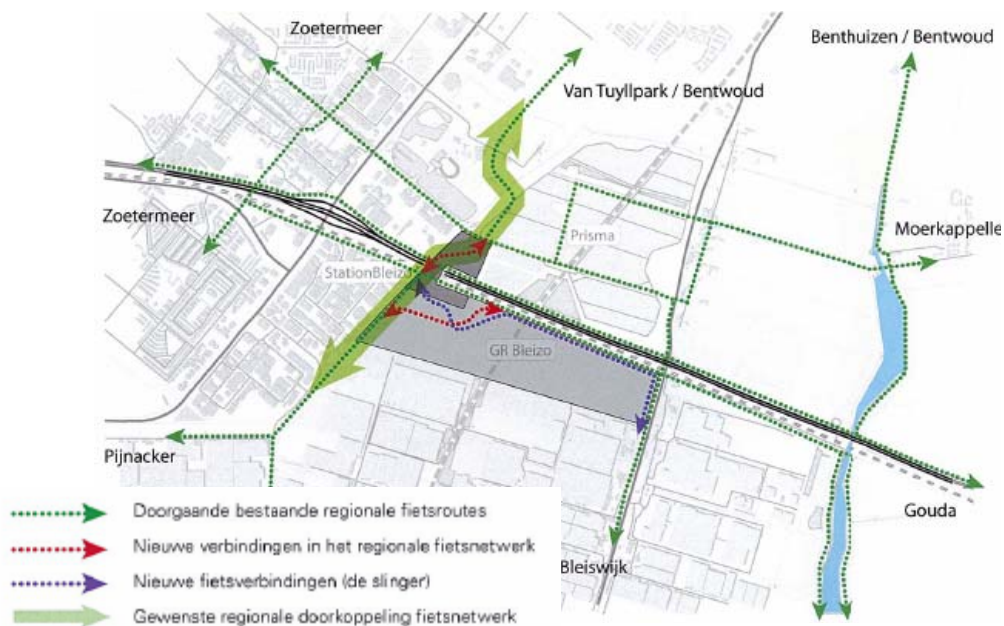 Zoetermeer
Benthuizen / Bentwoud
Van Tuyllpark / Bentwoud
Zoetermeer
Moerkappelle
Prisma
StationBleizo
GR Bleizo
Pijnacker
Gouda
Bleiswijk
Doorgaande bestaande regionale fietsroutes
Nieuwe verbindingen in het regionale fietsnetwerk
Nieuwe fietsverbindingen (de slinger)
Gewenste regionale doorkoppeling fietsnetwerk